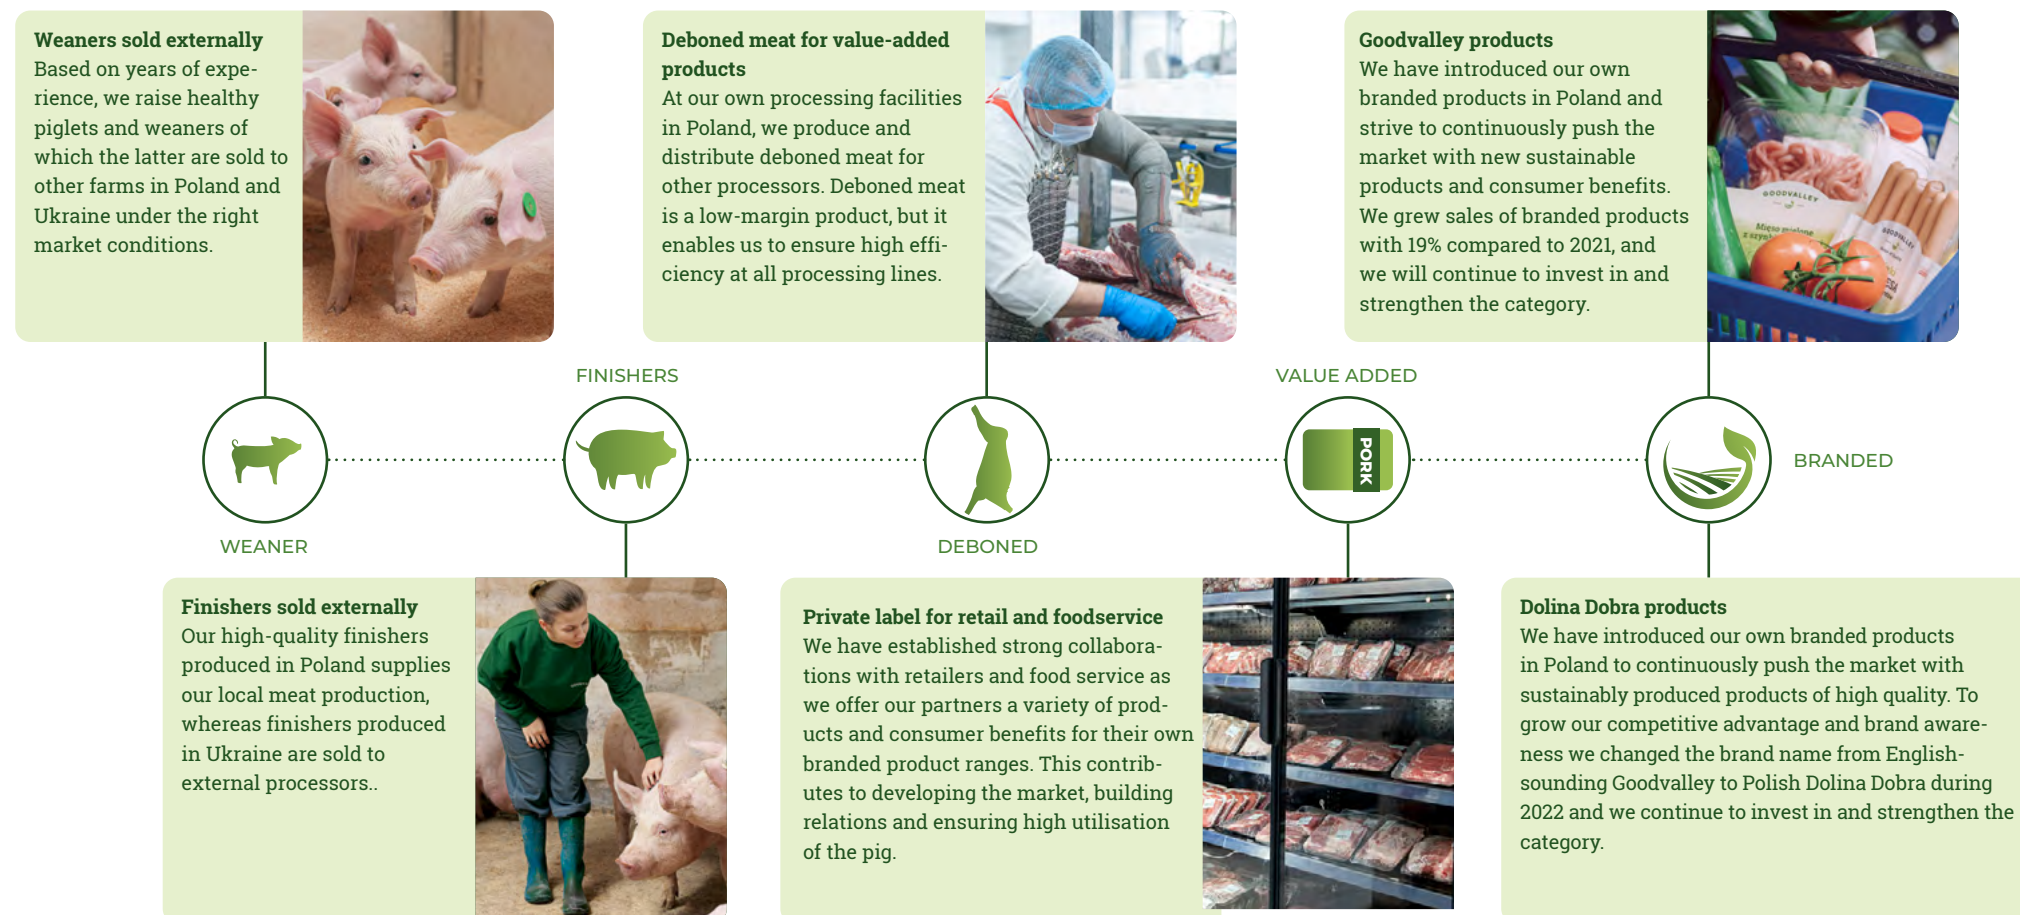 Weaners sold externally
Based on years of expe-
rience, we raise healthy
piglets and weaners of
which the latter are sold to
other farms in Poland and
Ukraine under the right
market conditions.
Deboned meat for value-added
products
At our own processing facilities
in Poland, we produce and
distribute deboned meat for
other processors. Deboned meat
is a low-margin product, but it
enables us to ensure high effi-
ciency at all processing lines.
Goodvalley products
We have introduced our own
branded products in Poland and
strive to continuously push the
market with new sustainable
products and consumer benefits.
We grew sales of branded products
with 19% compared to 2021, and
we will continue to invest in and
strengthen the category.
GOODVALLEY
Mięso mielone
GOODVALLEY
FINISHERS
VALUE ADDED
PORK
BRANDED
WEANER
DEBONED
Finishers sold externally
Our high-quality finishers
produced in Poland supplies
our local meat production,
whereas finishers produced
in Ukraine are sold to
external processors..
Private label for retail and foodservice
We have established strong collabora-
tions with retailers and food service as
we offer our partners a variety of prod-
ucts and consumer benefits for their own
branded product ranges. This contrib-
utes to developing the market, building
relations and ensuring high utilisation
of the pig.
Dolina Dobra products
We have introduced our own branded products
in Poland to continuously push the market with
sustainably produced products of high quality. To
grow our competitive advantage and brand aware-
ness we changed the brand name from English-
sounding Goodvalley to Polish Dolina Dobra during
2022 and we continue to invest in and strengthen the
category.